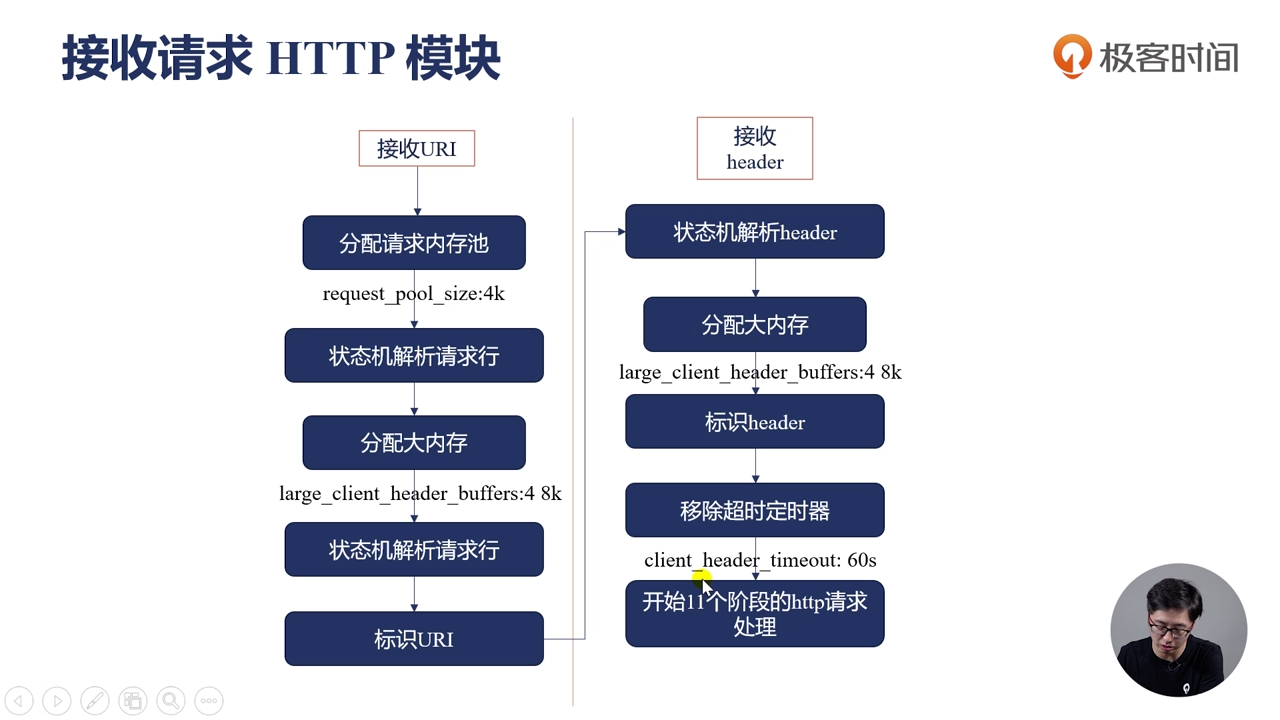 接收请求 HTTP 模块
极客时间
接收URI
分配请求内存池
request_pool_size:4k
状态机解析请求行
分配大内存
large_client_header_buffers:4 8k
状态机解析请求行
标识URI
接收
header
状态机解析header
分配大内存
large_client_header_buffers:4 8k
标识header
移除超时定时器
client_header_timeout: 60s
开始11个阶段的http请求
处理